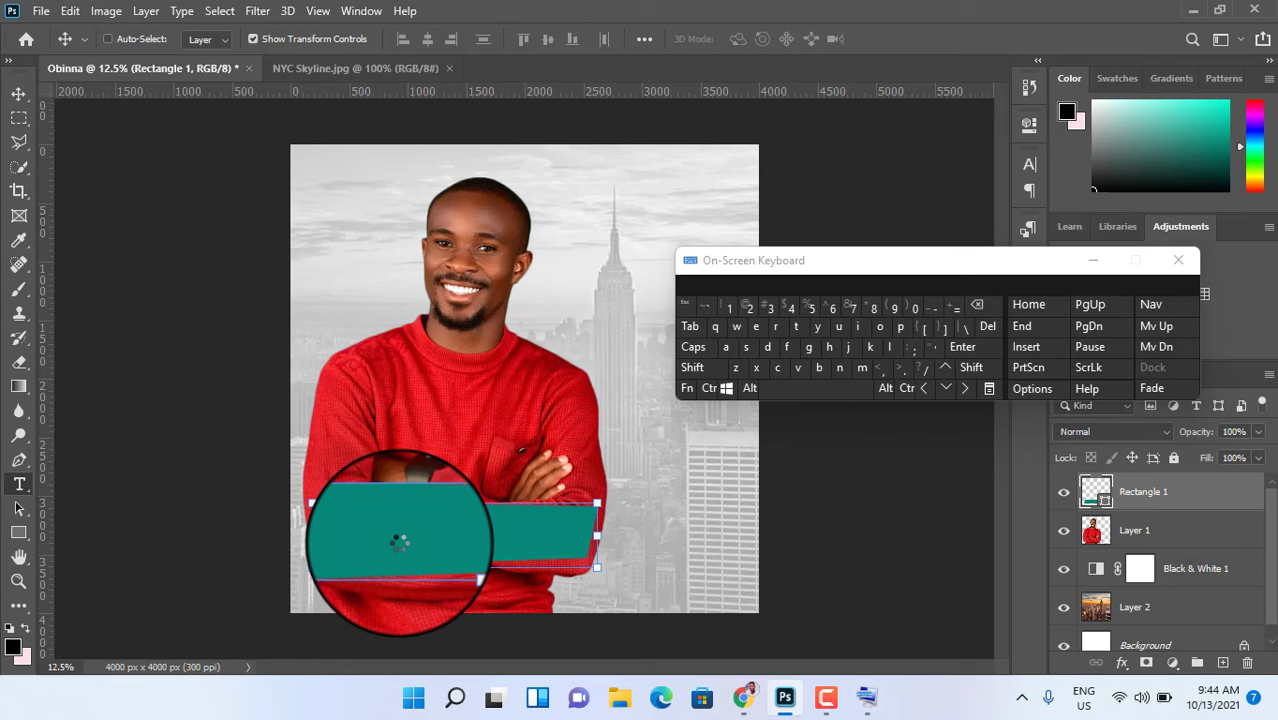 Ps File Edit Image Layer Type Select Filter 3D View Window Help
Auto-Select: Layer Show Transform Controls 3D Mode:
Obinna @ 12.5% (Rectangle 1, RGB/8) * × NYC Skyline.jpg @ 100% (RGB/8#) ×
2000 1500 1000 500 0 500 1000 1500 2000 2500 3000 3500 4000 4500 5000 5500
Color Swatches Gradients Patterns
Learn Libraries Adjustments
On-Screen Keyboard
Esc ~` !1 @2 #3 $4 %5 ^6 &7 *8 (9 )0 Home PgUp Nav
Tab q w e r t y u i o p [ ] \ Del End PgDn Mv Up
Caps a s d f g h j k l Enter Insert Pause Mv Dn
Shift z x c v b n m Shift PrtScn ScrLk Dock
Fn Ctr Alt Alt Ctr Options Help Fade
Kind
Normal Opacity: 100%
Lock: Fill: 100%
Rectangle 1
Layer 1
Black & White 1
Layer 2
Background
12.5% 4000 px x 4000 px (300 ppi)
ENG
US
9:44 AM
10/13/2021
7